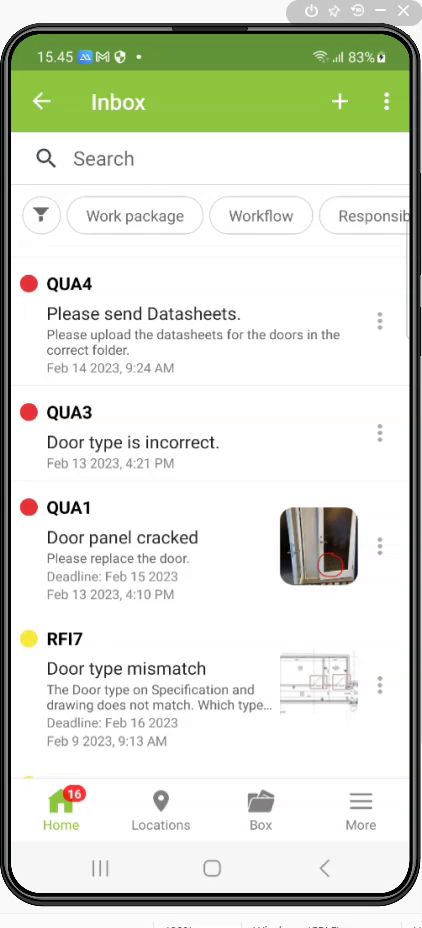 15.45 83%
Inbox
Search
Work package Workflow Responsib
QUA4
Please send Datasheets.
Please upload the datasheets for the doors in the
correct folder.
Feb 14 2023, 9:24 AM
QUA3
Door type is incorrect.
Feb 13 2023, 4:21 PM
QUA1
Door panel cracked
Please replace the door.
Deadline: Feb 15 2023
Feb 13 2023, 4:10 PM
RFI7
Door type mismatch
The Door type on Specification and
drawing does not match. Which type...
Deadline: Feb 16 2023
Feb 9 2023, 9:13 AM
16
Home Locations Box More